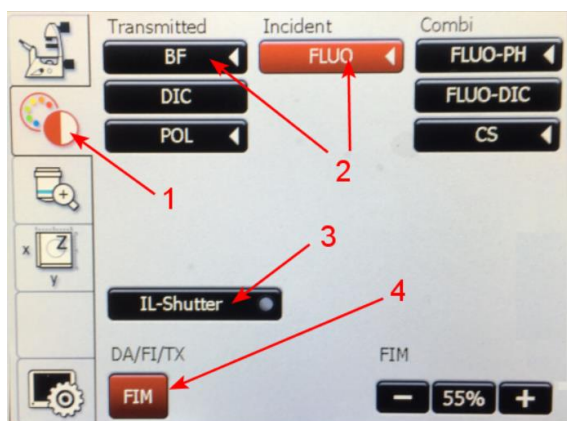 Transmitted Incident Combi
BF FLUO FLUO-PH
DIC FLUO-DIC
POL CS
2
1
x Z
y
3
IL-Shutter
4
DA/FI/TX FIM
FIM − 55% +